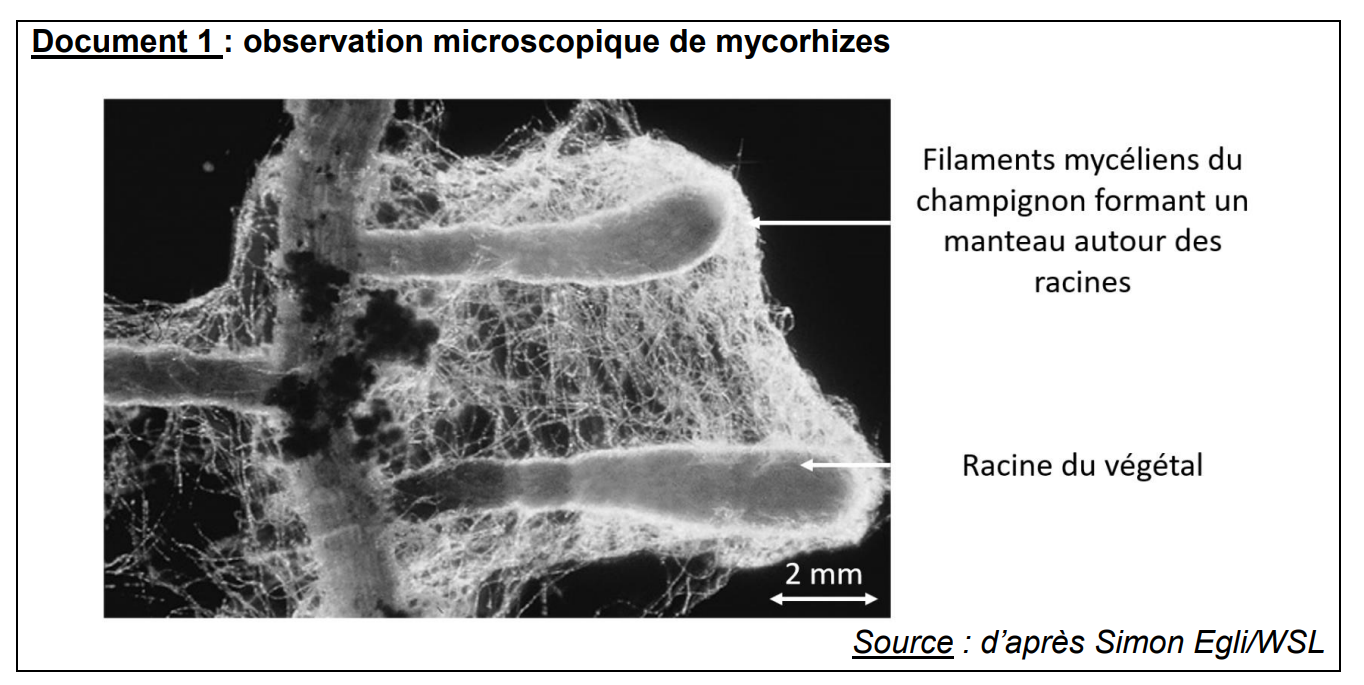 Document 1 : observation microscopique de mycorhizes
Filaments mycéliens du
champignon formant un
manteau autour des
racines
Racine du végétal
2 mm
Source : d’après Simon Egli/WSL